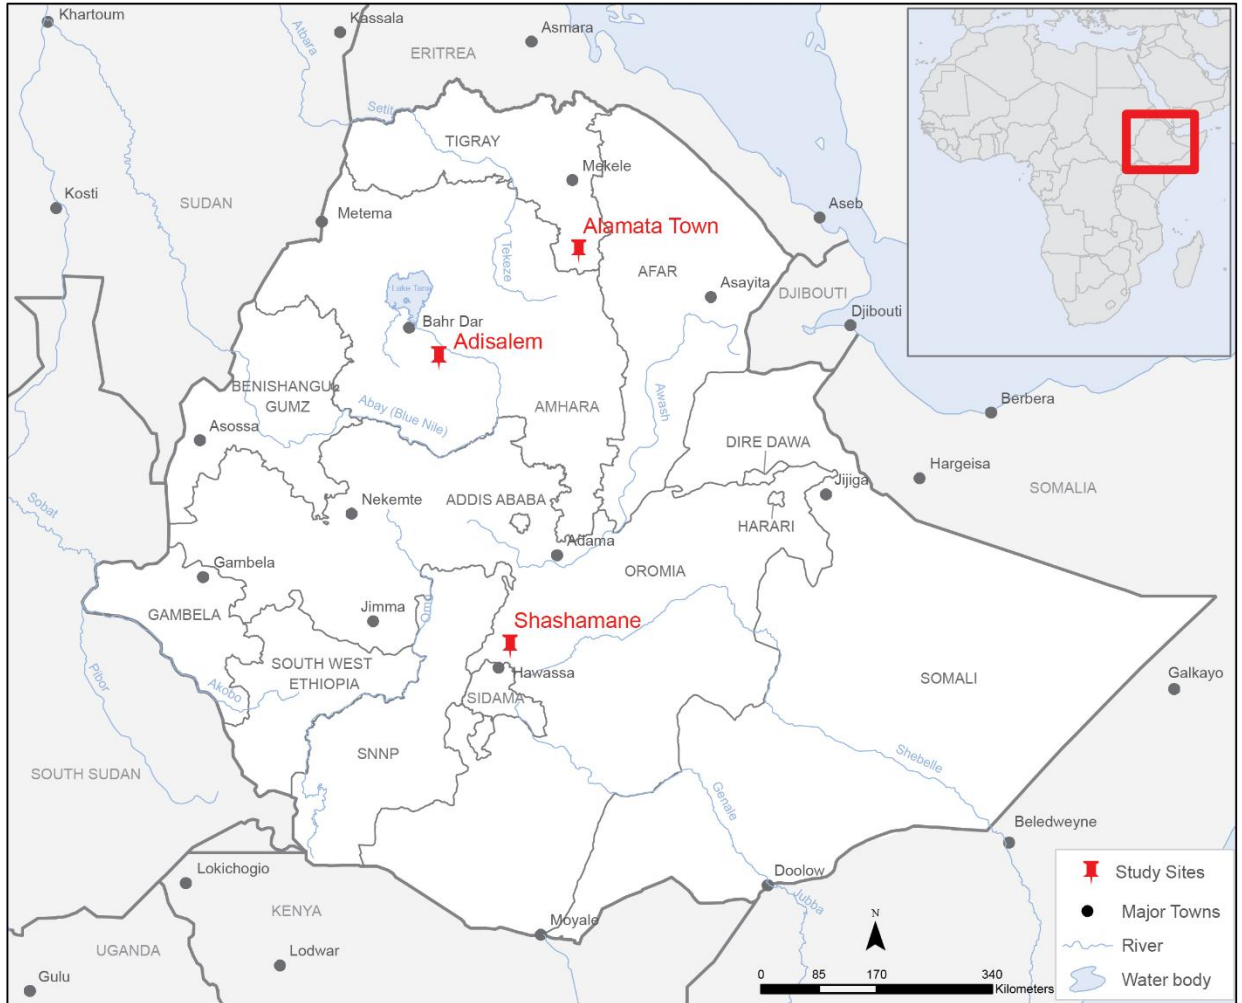 Khartoum
Kassala
Asmara
Atbara
ERITREA
Setit
TIGRAY
Mekele
Kosti
SUDAN
Metema
Aseb
Alamata Town
Tekeze
AFAR
Asayita
DJIBOUTI
Lake Tana
Bahr Dar
Djibouti
Adisalem
BENISHANGUL
GUMZ
Abay (Blue Nile)
AMHARA
Awash
Berbera
Asossa
DIRE DAWA
Hargeisa
Jijiga
SOMALIA
Sobat
Nekemte
ADDIS ABABA
HARARI
Adama
Gambela
OROMIA
GAMBELA
Jimma
Omo
Shashamane
SOUTH WEST
ETHIOPIA
Hawassa
Pibor
Akobo
SIDAMA
SOMALI
Galkayo
SNNP
Shebelle
SOUTH SUDAN
Genale
Beledweyne
Lokichogio
Doolow
Jubba
KENYA
Moyale
UGANDA
Lodwar
Gulu
Study Sites
Major Towns
River
Water body
N
0 85 170 340
Kilometers